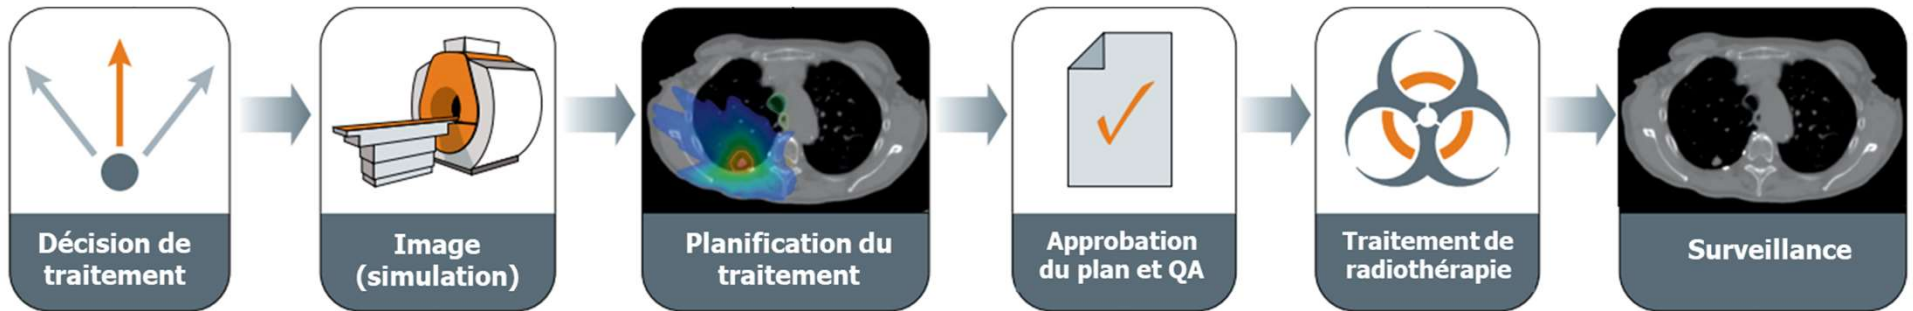 Décision de
traitement
Image
(simulation)
Planification du
traitement
Approbation
du plan et QA
Traitement de
radiothérapie
Surveillance